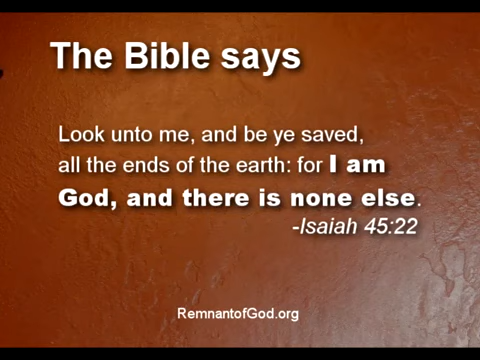 The Bible says
Look unto me, and be ye saved,
all the ends of the earth: for I am
God, and there is none else.
-Isaiah 45:22
RemnantofGod.org